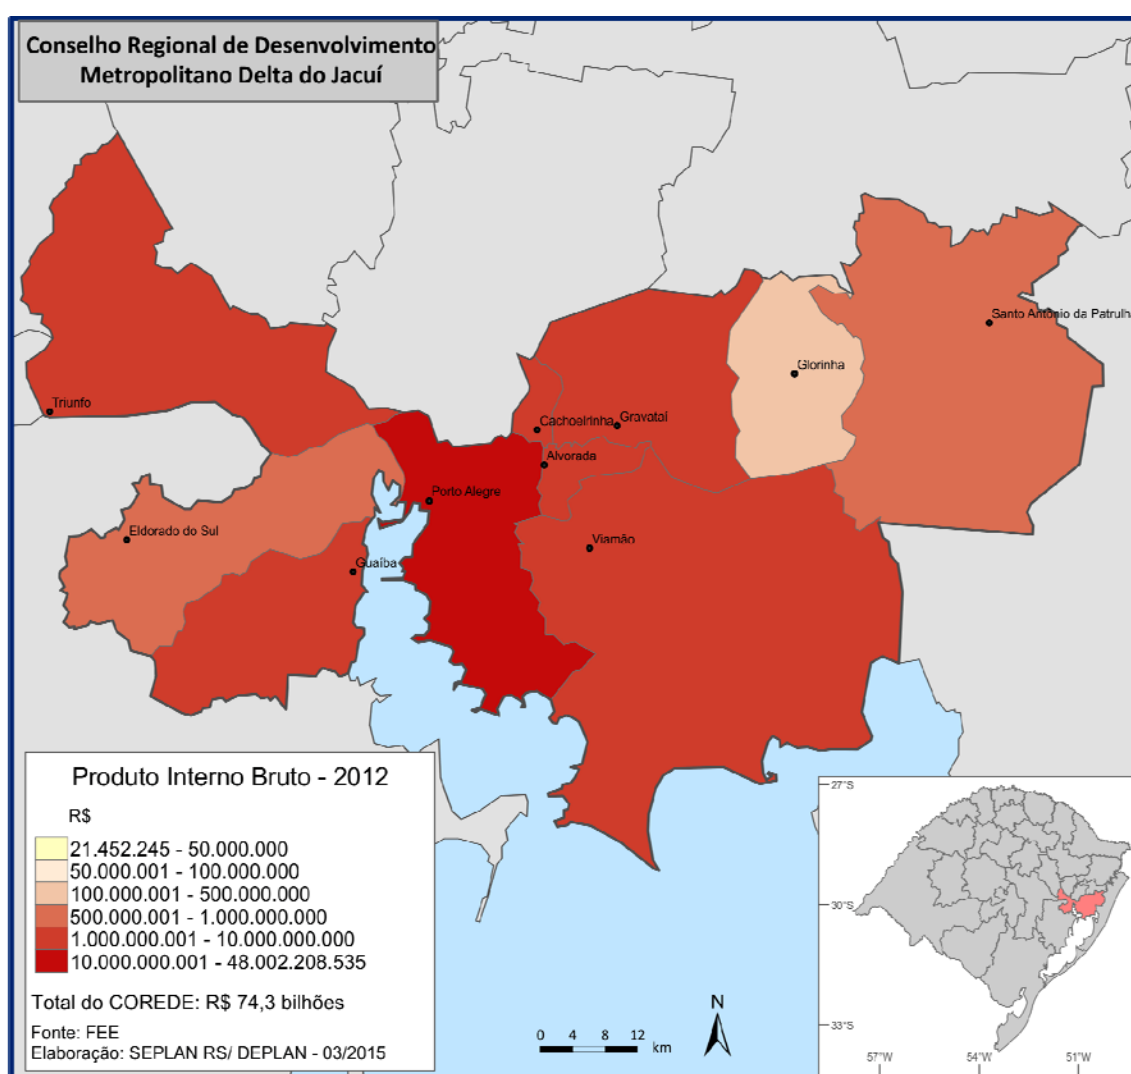 Conselho Regional de Desenvolvimento
Metropolitano Delta do Jacuí
Santo Antônio da Patrulha
Glorinha
Triunfo
Cachoeirinha
Gravataí
Alvorada
Porto Alegre
Eldorado do Sul
Viamão
Guaíba
Produto Interno Bruto - 2012
R$
21.452.245 - 50.000.000
50.000.001 - 100.000.000
100.000.001 - 500.000.000
500.000.001 - 1.000.000.000
1.000.000.001 - 10.000.000.000
10.000.000.001 - 48.002.208.535
Total do COREDE: R$ 74,3 bilhões
Fonte: FEE
Elaboração: SEPLAN RS/ DEPLAN - 03/2015
N
0 4 8 12
km
27°S
30°S
33°S
57°W 54°W 51°W